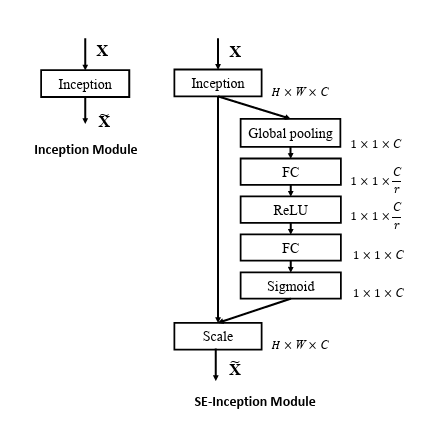 X
Inception
X̃
Inception Module
X
Inception
H × W × C
Global pooling
1 × 1 × C
FC
1 × 1 × C/r
ReLU
1 × 1 × C/r
FC
1 × 1 × C
Sigmoid
1 × 1 × C
Scale
H × W × C
X̃
SE-Inception Module